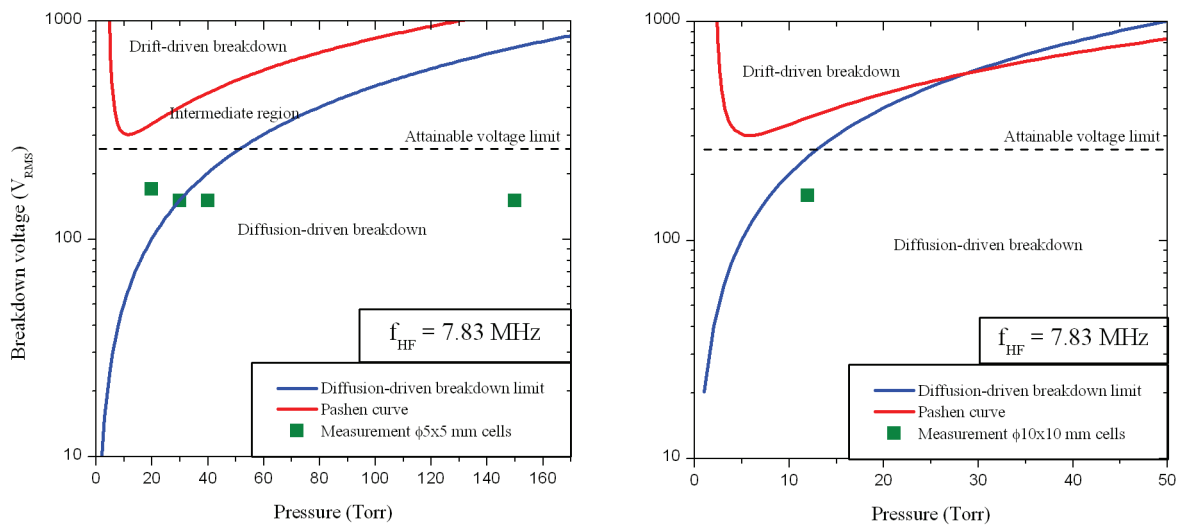 1000
100
10
Breakdown voltage (V_RMS)
Drift-driven breakdown
Intermediate region
Attainable voltage limit
Diffusion-driven breakdown
f_HF = 7.83 MHz
Diffusion-driven breakdown limit
Pashen curve
Measurement ϕ5x5 mm cells
0 20 40 60 80 100 120 140 160
Pressure (Torr)
1000
100
10
Drift-driven breakdown
Attainable voltage limit
Diffusion-driven breakdown
f_HF = 7.83 MHz
Diffusion-driven breakdown limit
Pashen curve
Measurement ϕ10x10 mm cells
0 10 20 30 40 50
Pressure (Torr)